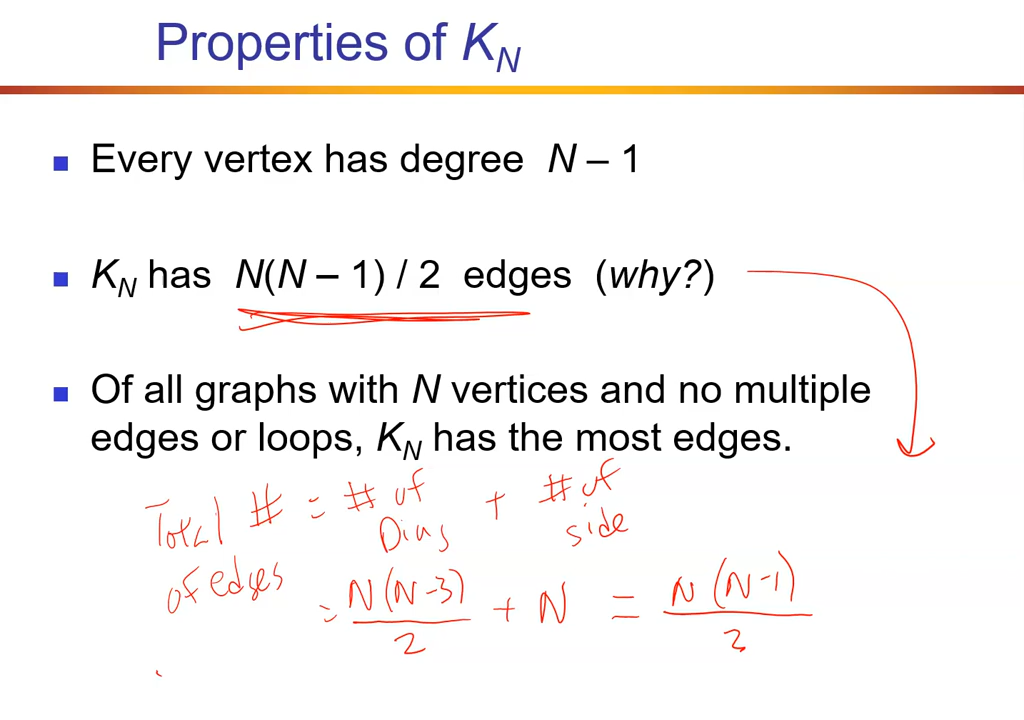 Properties of K_N
Every vertex has degree N – 1
K_N has N(N – 1) / 2 edges (why?)
Of all graphs with N vertices and no multiple
edges or loops, K_N has the most edges.
Total # = # of + # of
of edges Diag side
= N(N-3)/2 + N = N(N-1)/2